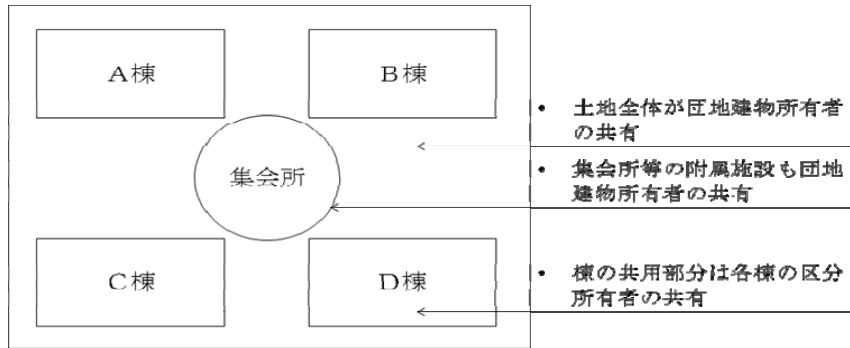 A棟
B棟
集会所
C棟
D棟
• 土地全体が団地建物所有者
の共有
• 集会所等の附属施設も団地
建物所有者の共有
• 棟の共用部分は各棟の区分
所有者の共有